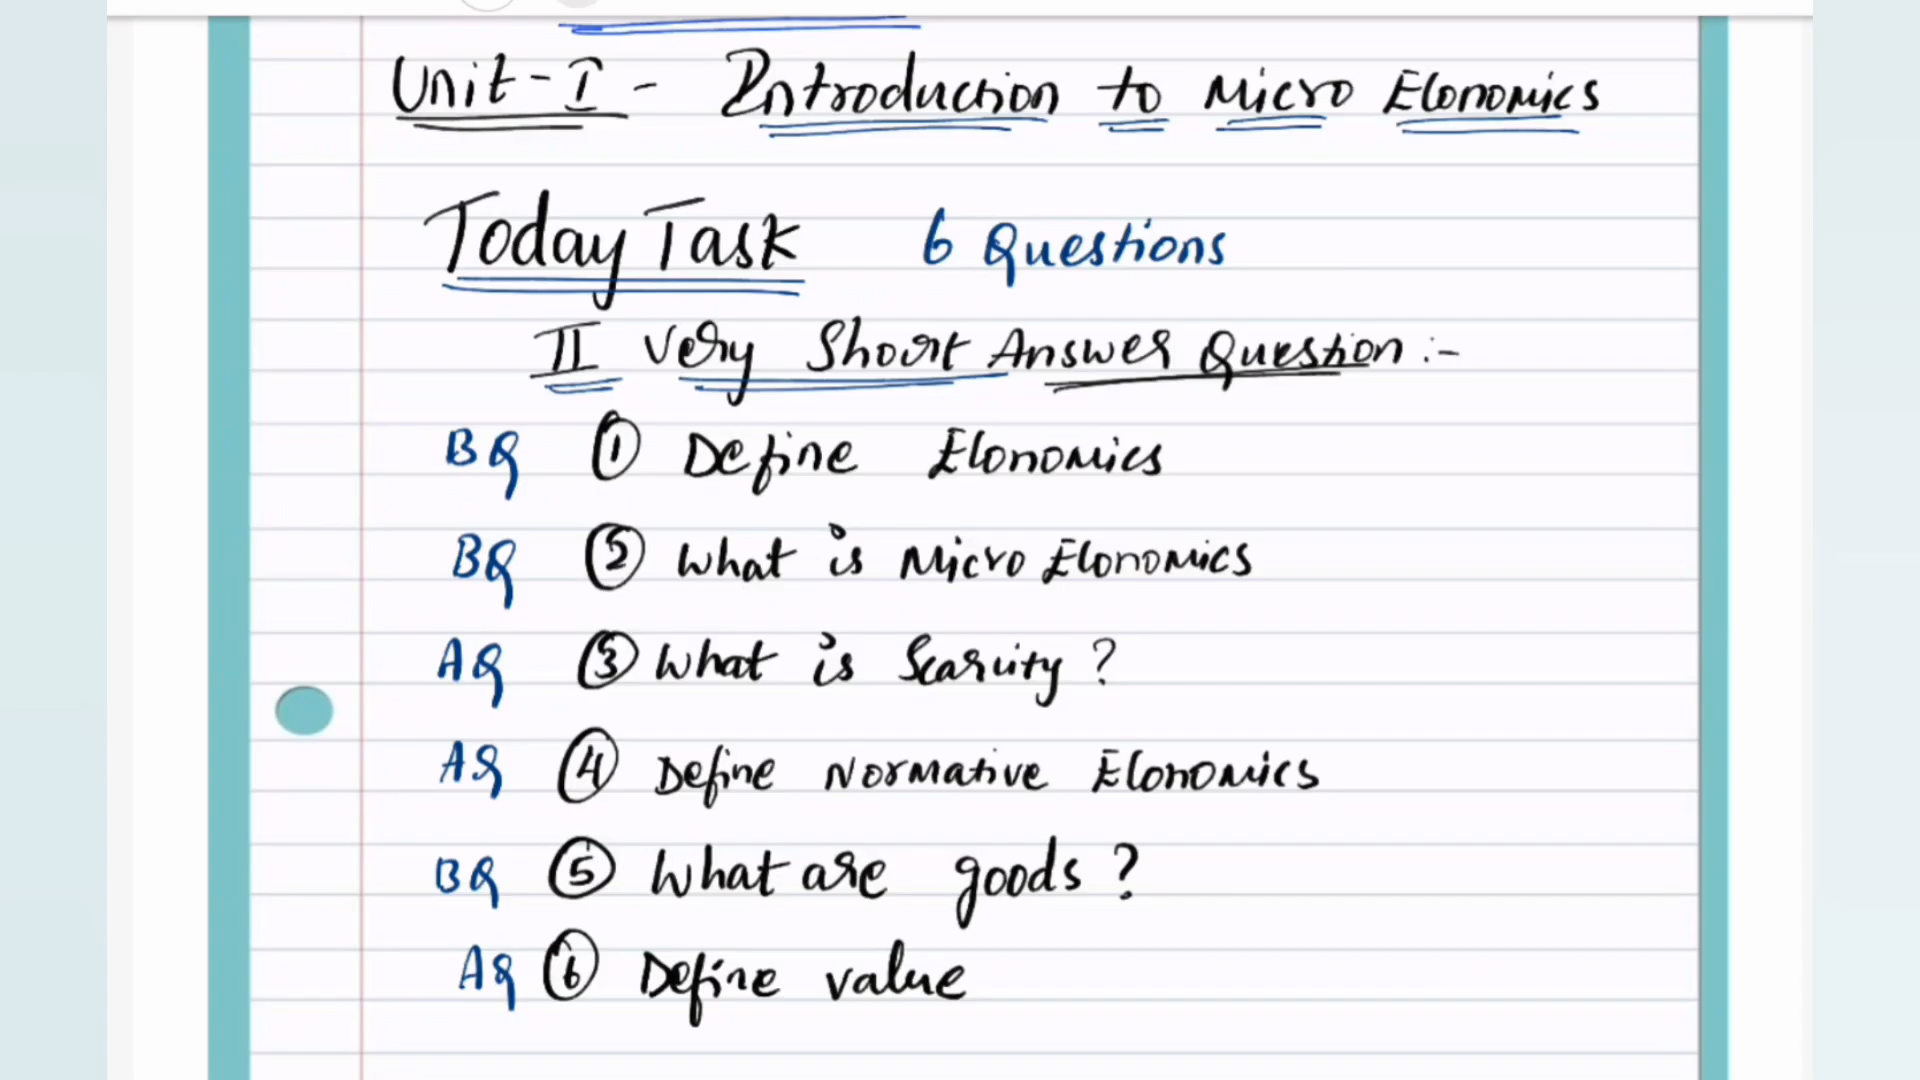 Unit-I - Introduction to Micro Economics
Today Task 6 Questions
II Very Short Answer Question :-
BQ ① Define Economics
BQ ② What is Micro Economics
AQ ③ What is Scarcity ?
AQ ④ Define Normative Economics
BQ ⑤ What are goods ?
AQ ⑥ Define value